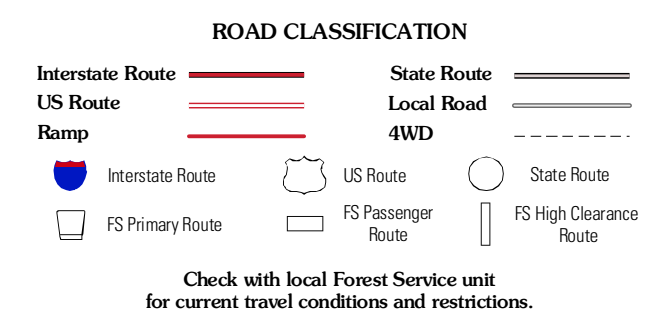 ROAD CLASSIFICATION
Interstate Route
State Route
US Route
Local Road
Ramp
4WD
Interstate Route
US Route
State Route
FS Primary Route
FS Passenger
Route
FS High Clearance
Route
Check with local Forest Service unit
for current travel conditions and restrictions.